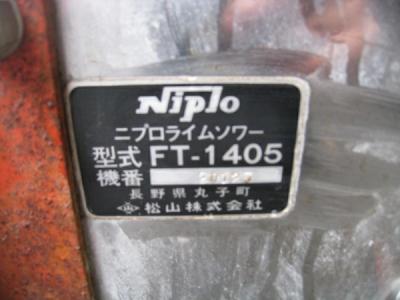 Niplo
ニプロライムソワー
型式 FT-1405
機番
長野県丸子町
松山株式会社